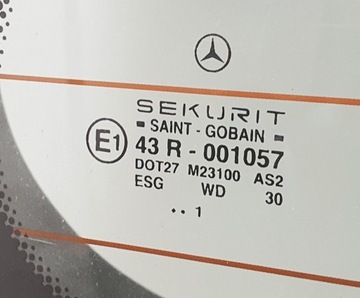 SEKURIT
SAINT - GOBAIN
E1 43 R - 001057
DOT27 M23100 AS2
ESG WD 30
.. 1